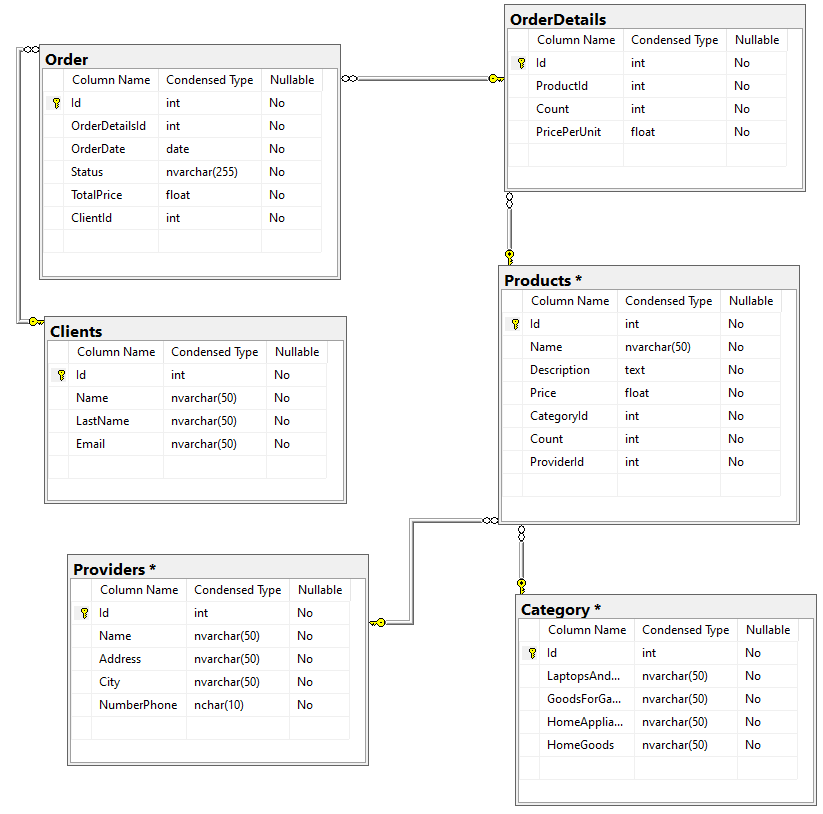 Order
Column Name Condensed Type Nullable
Id int No
OrderDetailsId int No
OrderDate date No
Status nvarchar(255) No
TotalPrice float No
ClientId int No
OrderDetails
Column Name Condensed Type Nullable
Id int No
ProductId int No
Count int No
PricePerUnit float No
Clients
Column Name Condensed Type Nullable
Id int No
Name nvarchar(50) No
LastName nvarchar(50) No
Email nvarchar(50) No
Products *
Column Name Condensed Type Nullable
Id int No
Name nvarchar(50) No
Description text No
Price float No
CategoryId int No
Count int No
ProviderId int No
Providers *
Column Name Condensed Type Nullable
Id int No
Name nvarchar(50) No
Address nvarchar(50) No
City nvarchar(50) No
NumberPhone nchar(10) No
Category *
Column Name Condensed Type Nullable
Id int No
LaptopsAnd... nvarchar(50) No
GoodsForGa... nvarchar(50) No
HomeApplia... nvarchar(50) No
HomeGoods nvarchar(50) No